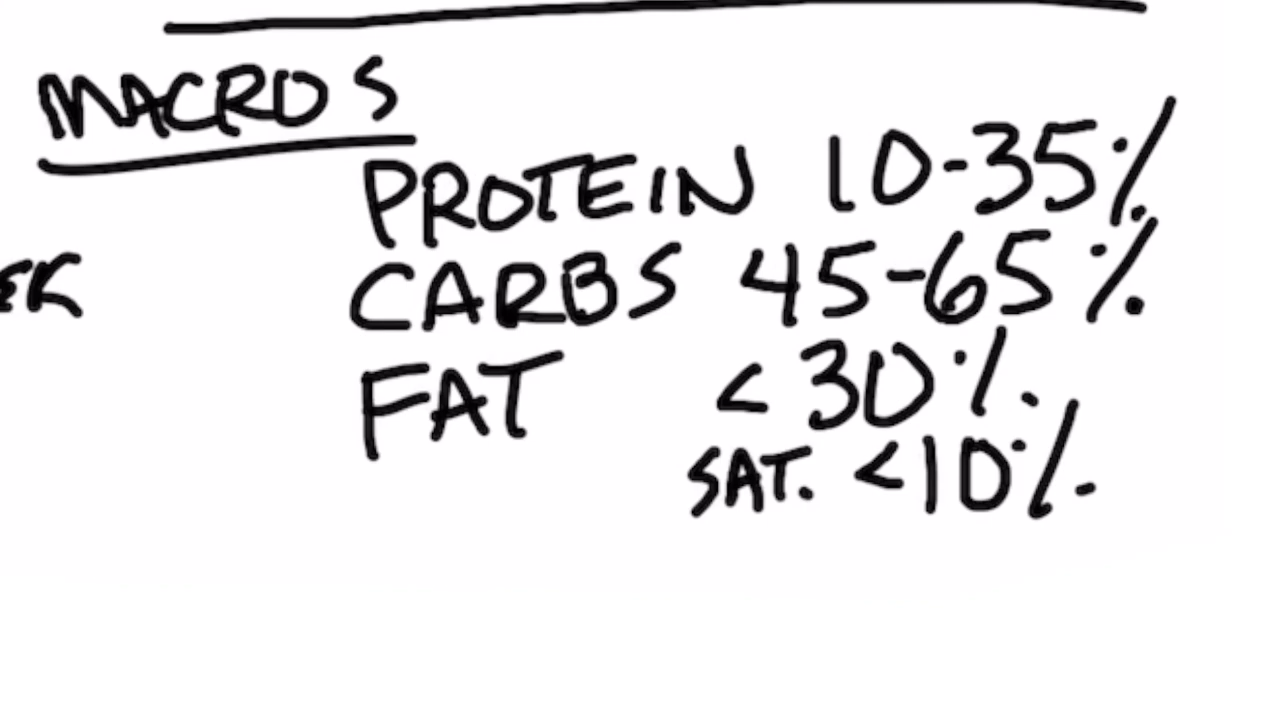 MACROS
PROTEIN 10-35%
CARBS 45-65%
FAT <30%
SAT. <10%